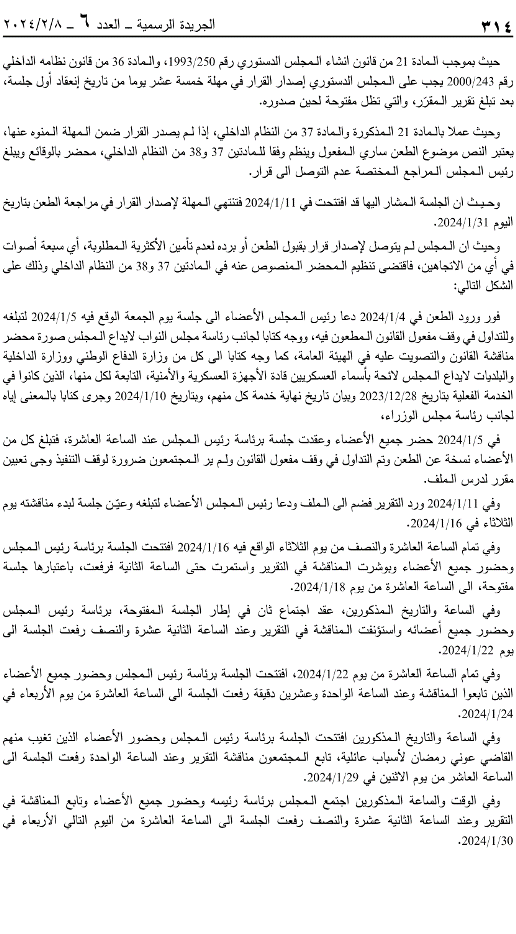 ٣١٤ الجريدة الرسمية – العدد ٦ – ٢٠٢٤/٢/٨
حيث بموجب المادة 21 من قانون انشاء المجلس الدستوري رقم 1993/250، والمادة 36 من قانون نظامه الداخلي
رقم 2000/243 يجب على المجلس الدستوري إصدار القرار في مهلة خمسة عشر يوما من تاريخ إنعقاد أول جلسة،
بعد تبلغ تقرير المقرّر، والتي تظل مفتوحة لحين صدوره.
وحيث عملا بالمادة 21 المذكورة والمادة 37 من النظام الداخلي، إذا لم يصدر القرار ضمن المهلة المنوه عنها،
يعتبر النص موضوع الطعن ساري المفعول وينظم وفقا للمادتين 37 و38 من النظام الداخلي، محضر بالوقائع ويبلغ
رئيس المجلس المراجع المختصة عدم التوصل الى قرار.
وحيث ان الجلسة المشار اليها قد افتتحت في 2024/1/11 فتنتهي المهلة لإصدار القرار في مراجعة الطعن بتاريخ
اليوم 2024/1/31.
وحيث ان المجلس لم يتوصل لإصدار قرار بقبول الطعن أو برده لعدم تأمين الأكثرية المطلوبة، أي سبعة أصوات
في أي من الاتجاهين، فاقتضى تنظيم المحضر المنصوص عنه في المادتين 37 و38 من النظام الداخلي وذلك على
الشكل التالي:
فور ورود الطعن في 2024/1/4 دعا رئيس المجلس الأعضاء الى جلسة يوم الجمعة الوقع فيه 2024/1/5 لتبلغه
وللتداول في وقف مفعول القانون المطعون فيه، ووجه كتابا لجانب رئاسة مجلس النواب لايداع المجلس صورة محضر
مناقشة القانون والتصويت عليه في الهيئة العامة، كما وجه كتابا الى كل من وزارة الدفاع الوطني ووزارة الداخلية
والبلديات لايداع المجلس لائحة بأسماء العسكريين قادة الأجهزة العسكرية والأمنية، التابعة لكل منها، الذين كانوا في
الخدمة الفعلية بتاريخ 2023/12/28 وبيان تاريخ نهاية خدمة كل منهم، وبتاريخ 2024/1/10 وجرى كتابا بالمعنى إياه
لجانب رئاسة مجلس الوزراء،
في 2024/1/5 حضر جميع الأعضاء وعقدت جلسة برئاسة رئيس المجلس عند الساعة العاشرة، فتبلغ كل من
الأعضاء نسخة عن الطعن وتم التداول في وقف مفعول القانون ولم ير المجتمعون ضرورة لوقف التنفيذ وجى تعيين
مقرر لدرس الملف.
وفي 2024/1/11 ورد التقرير فضم الى الملف ودعا رئيس المجلس الأعضاء لتبلغه وعيّن جلسة لبدء مناقشته يوم
الثلاثاء في 2024/1/16.
وفي تمام الساعة العاشرة والنصف من يوم الثلاثاء الواقع فيه 2024/1/16 افتتحت الجلسة برئاسة رئيس المجلس
وحضور جميع الأعضاء وبوشرت المناقشة في التقرير واستمرت حتى الساعة الثانية فرفعت، باعتبارها جلسة
مفتوحة، الى الساعة العاشرة من يوم 2024/1/18.
وفي الساعة والتاريخ المذكورين، عقد اجتماع ثان في إطار الجلسة المفتوحة، برئاسة رئيس المجلس
وحضور جميع أعضائه واستؤنفت المناقشة في التقرير وعند الساعة الثانية عشرة والنصف رفعت الجلسة الى
يوم 2024/1/22.
وفي تمام الساعة العاشرة من يوم 2024/1/22، افتتحت الجلسة برئاسة رئيس المجلس وحضور جميع الأعضاء
الذين تابعوا المناقشة وعند الساعة الواحدة وعشرين دقيقة رفعت الجلسة الى الساعة العاشرة من يوم الأربعاء في
2024/1/24.
وفي الساعة والتاريخ المذكورين افتتحت الجلسة برئاسة رئيس المجلس وحضور الأعضاء الذين تغيب منهم
القاضي عوني رمضان لأسباب عائلية، تابع المجتمعون مناقشة التقرير وعند الساعة الواحدة رفعت الجلسة الى
الساعة العاشر من يوم الاثنين في 2024/1/29.
وفي الوقت والساعة المذكورين اجتمع المجلس برئاسة رئيسه وحضور جميع الأعضاء وتابع المناقشة في
التقرير وعند الساعة الثانية عشرة والنصف رفعت الجلسة الى الساعة العاشرة من اليوم التالي الأربعاء في
2024/1/30.